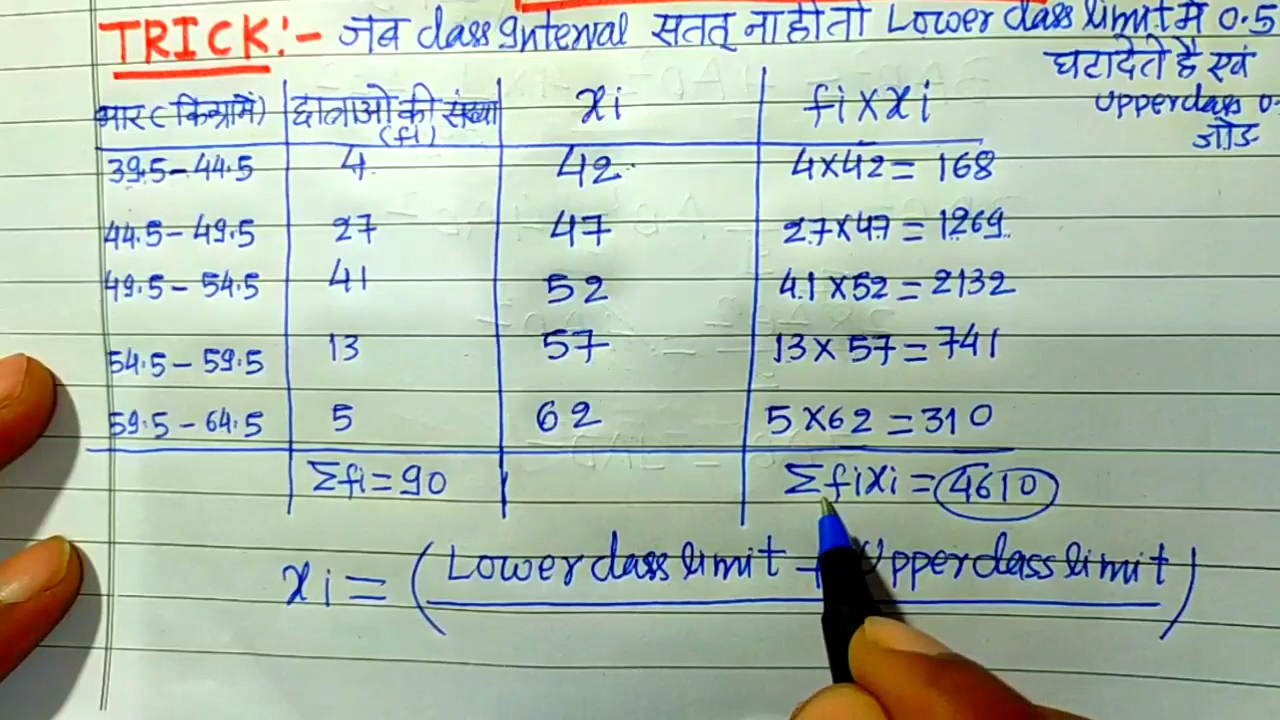 TRICK:- जब class Interval सतत् ना हो तो Lower class limit में 0.5
घटा देते है एवं
upper class 0.
जोड
भार (किग्रा में) छात्राओ की संख्या (fi) xi fi×xi
39.5-44.5 4 42 4×42= 168
44.5-49.5 27 47 27×47=1269
49.5-54.5 41 52 41×52=2132
54.5-59.5 13 57 13×57=741
59.5-64.5 5 62 5×62=310
Σfi=90 Σfixi=4610
xi=(Lower class limit + Upper class limit)